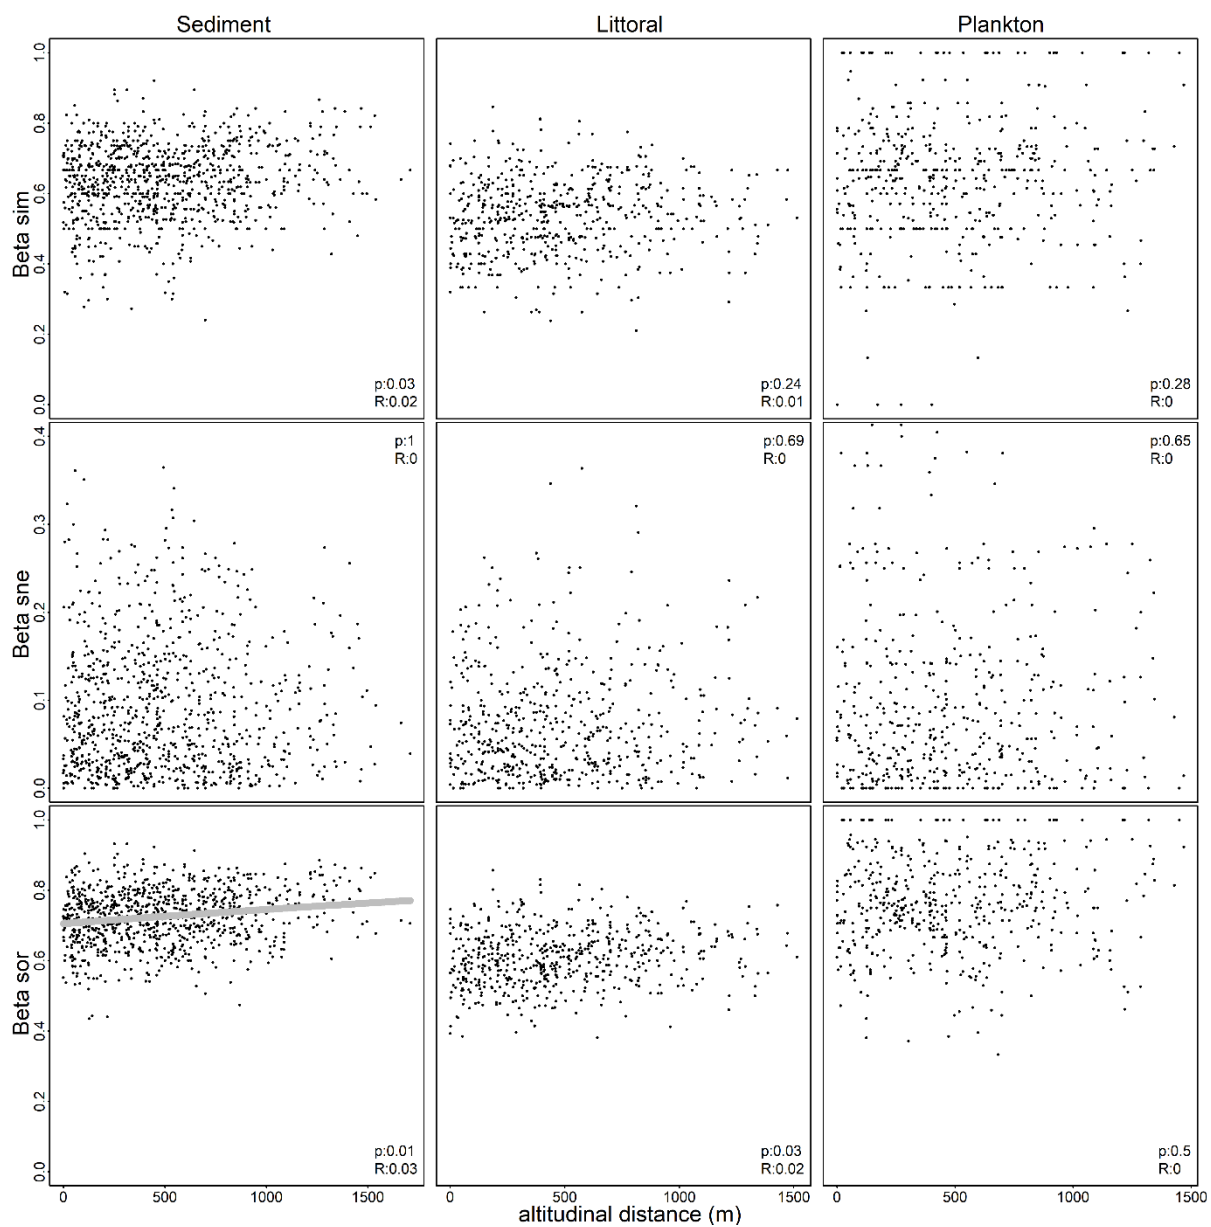 Sediment Littoral Plankton
Beta sim
1.0
0.8
0.6
0.4
0.2
0.0
p:0.03
R:0.02
p:0.24
R:0.01
p:0.28
R:0
Beta sne
0.4
0.3
0.2
0.1
0.0
p:1
R:0
p:0.69
R:0
p:0.65
R:0
Beta sor
1.0
0.8
0.6
0.4
0.2
0.0
p:0.01
R:0.03
p:0.03
R:0.02
p:0.5
R:0
0 500 1000 1500 0 500 1000 1500 0 500 1000 1500
altitudinal distance (m)